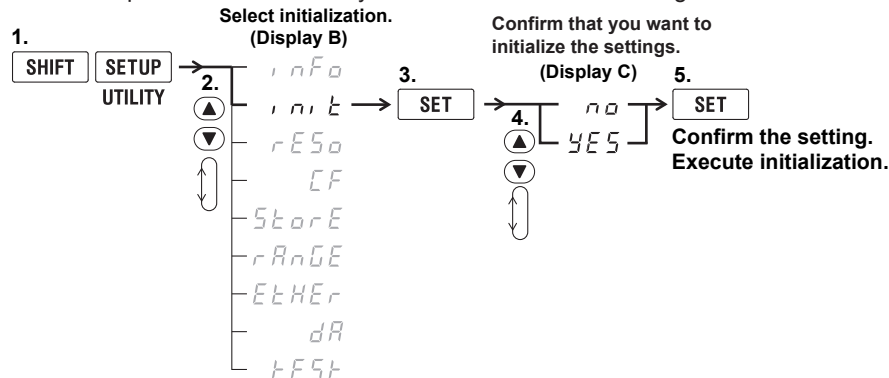 Select initialization.
(Display B)
Confirm that you want to
initialize the settings.
(Display C)
1.
SHIFT SETUP
UTILITY
2.
inFo
init
rESo
CF
StorE
rAnGE
EtHEr
dA
tESt
3.
SET
4.
no
YES
5.
SET
Confirm the setting.
Execute initialization.